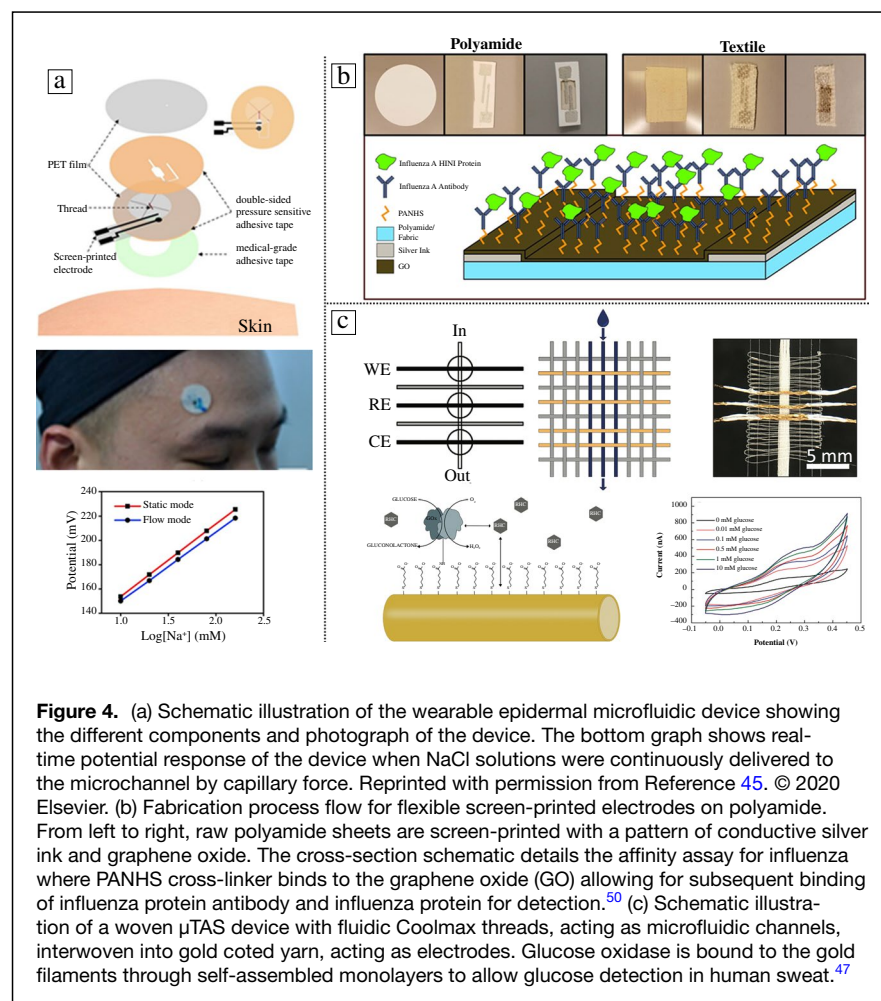 a
PET film
Thread
Screen-printed
electrode
double-sided
pressure sensitive
adhesive tape
medical-grade
adhesive tape
Skin
Potential (mV)
240
220
200
180
160
140
Static mode
Flow mode
1.0
1.5
2.0
2.5
Log[Na⁺] (mM)
b
Polyamide
Textile
Influenza A HINI Protein
Influenza A Antibody
PANHS
Polyamide/
Fabric
Silver Ink
GO
c
In
WE
RE
CE
Out
5 mm
GLUCOSE
O₂
GLUCONOLACTONE
H₂O₂
RHC
RHC
RHC
RHC
Current (nA)
1000
800
600
400
200
0
−200
−400
0 mM glucose
0.01 mM glucose
0.1 mM glucose
0.5 mM glucose
1 mM glucose
10 mM glucose
−0.1
0.0
0.1
0.2
0.3
0.4
0.5
Potential (V)
Figure 4. (a) Schematic illustration of the wearable epidermal microfluidic device showing
the different components and photograph of the device. The bottom graph shows real-
time potential response of the device when NaCl solutions were continuously delivered to
the microchannel by capillary force. Reprinted with permission from Reference 45. © 2020
Elsevier. (b) Fabrication process flow for flexible screen-printed electrodes on polyamide.
From left to right, raw polyamide sheets are screen-printed with a pattern of conductive silver
ink and graphene oxide. The cross-section schematic details the affinity assay for influenza
where PANHS cross-linker binds to the graphene oxide (GO) allowing for subsequent binding
of influenza protein antibody and influenza protein for detection.⁵⁰ (c) Schematic illustra-
tion of a woven µTAS device with fluidic Coolmax threads, acting as microfluidic channels,
interwoven into gold coted yarn, acting as electrodes. Glucose oxidase is bound to the gold
filaments through self-assembled monolayers to allow glucose detection in human sweat.⁴⁷